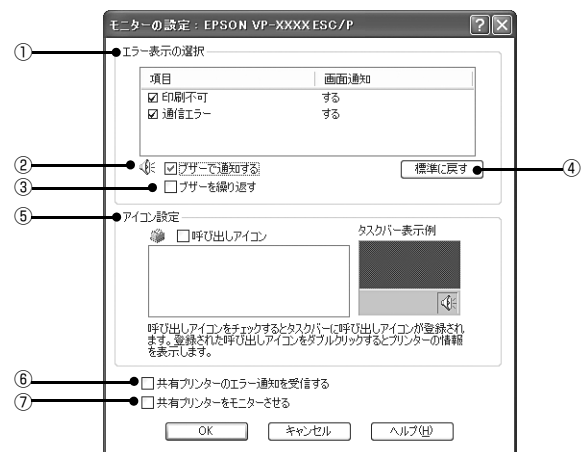 モニターの設定：EPSON VP-XXXX ESC/P
① エラー表示の選択
項目 画面通知
印刷不可 する
通信エラー する
② ブザーで通知する 標準に戻す ④
③ ブザーを繰り返す
⑤ アイコン設定
呼び出しアイコン タスクバー表示例
呼び出しアイコンをチェックするとタスクバーに呼び出しアイコンが登録され
ます。登録された呼び出しアイコンをダブルクリックするとプリンターの情報
を表示します。
⑥ 共有プリンターのエラー通知を受信する
⑦ 共有プリンターをモニターさせる
OK キャンセル ヘルプ(H)